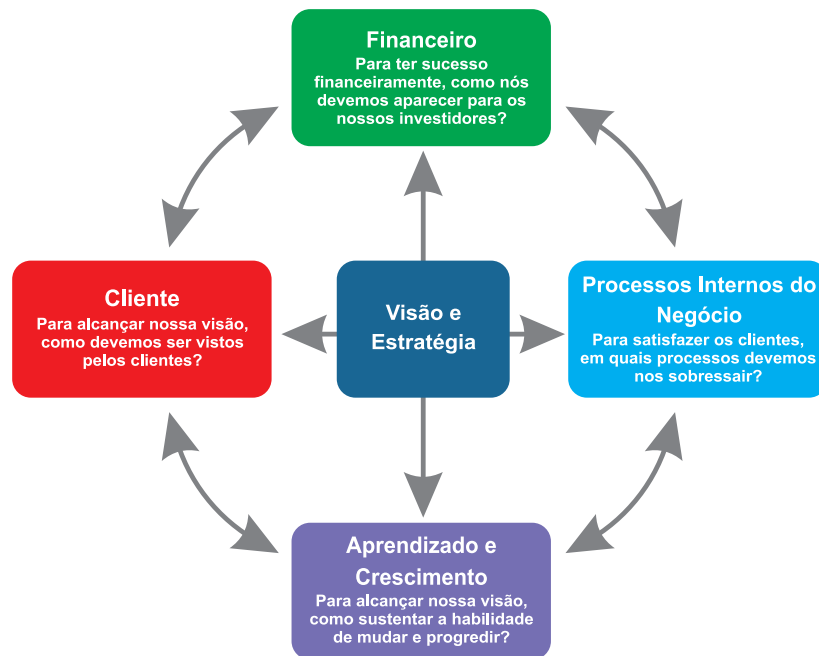 Financeiro
Para ter sucesso
financeiramente, como nós
devemos aparecer para os
nossos investidores?
Cliente
Para alcançar nossa visão,
como devemos ser vistos
pelos clientes?
Visão e
Estratégia
Processos Internos do
Negócio
Para satisfazer os clientes,
em quais processos devemos
nos sobressair?
Aprendizado e
Crescimento
Para alcançar nossa visão,
como sustentar a habilidade
de mudar e progredir?